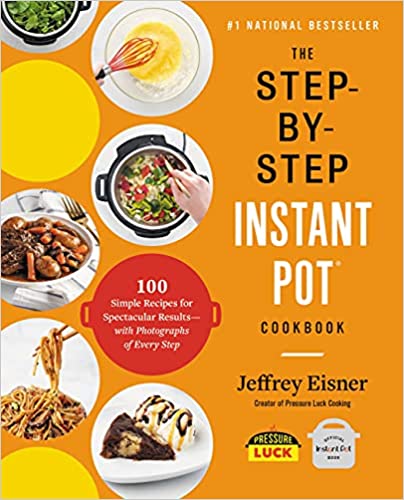 #1 NATIONAL BESTSELLER
THE
STEP-
BY-
STEP
INSTANT
POT®
COOKBOOK
100
Simple Recipes for
Spectacular Results—
with Photographs
of Every Step
Jeffrey Eisner
Creator of Pressure Luck Cooking
PRESSURE
LUCK
OFFICIAL
Instant Pot
BOOK